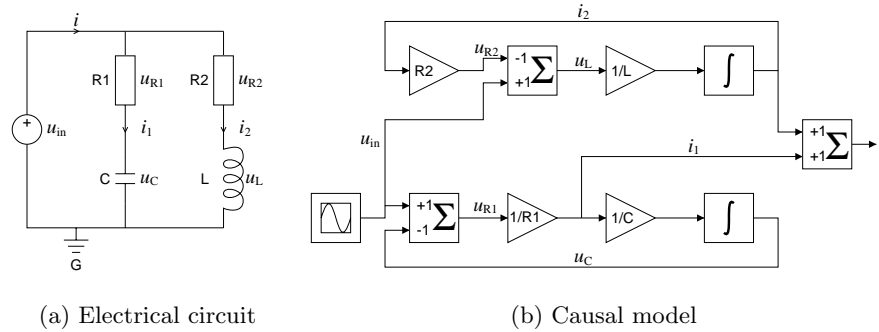 i
R1
u_R1
R2
u_R2
+
u_in
i_1
i_2
C
u_C
L
u_L
G
(a) Electrical circuit
i_2
R2
u_R2
-1
+1
Σ
u_L
1/L
∫
u_in
i_1
+1
+1
Σ
+1
-1
Σ
u_R1
1/R1
1/C
∫
u_C
(b) Causal model